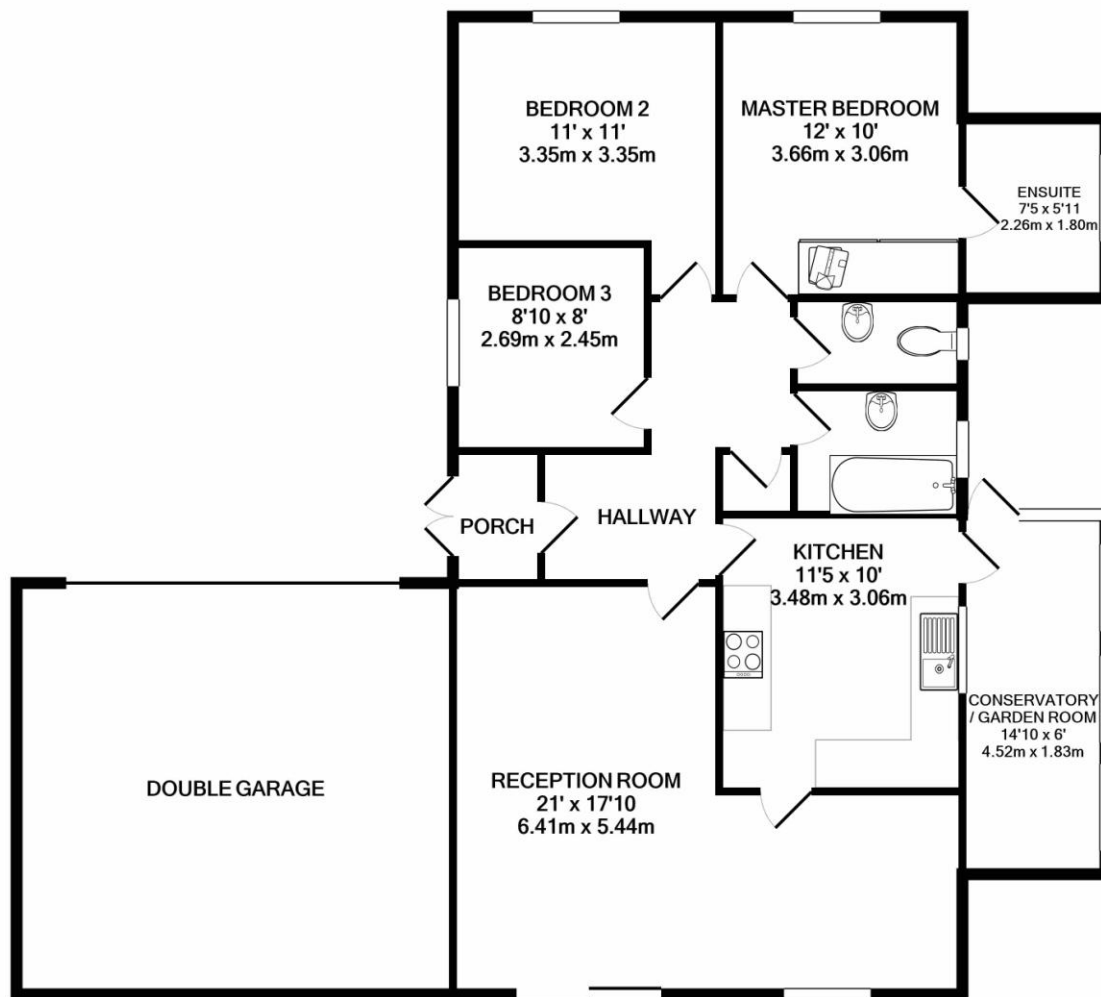 BEDROOM 2
11' x 11'
3.35m x 3.35m
MASTER BEDROOM
12' x 10'
3.66m x 3.06m
ENSUITE
7'5 x 5'11
2.26m x 1.80m
BEDROOM 3
8'10 x 8'
2.69m x 2.45m
PORCH
HALLWAY
KITCHEN
11'5 x 10'
3.48m x 3.06m
CONSERVATORY
/ GARDEN ROOM
14'10 x 6'
4.52m x 1.83m
DOUBLE GARAGE
RECEPTION ROOM
21' x 17'10
6.41m x 5.44m